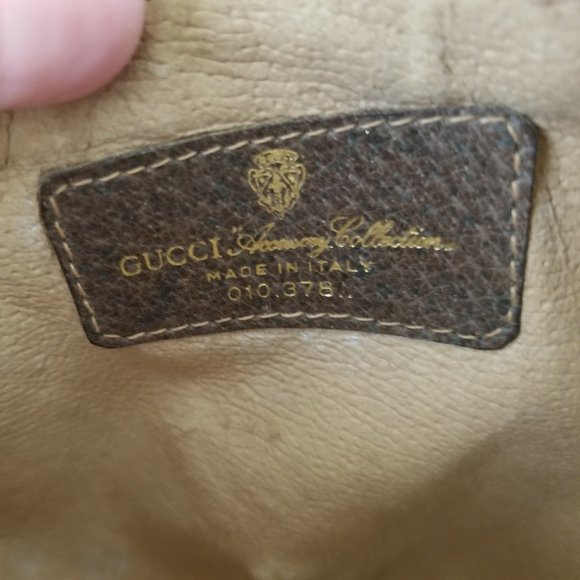 GUCCI "Accessory Collection"
MADE IN ITALY
010.378..